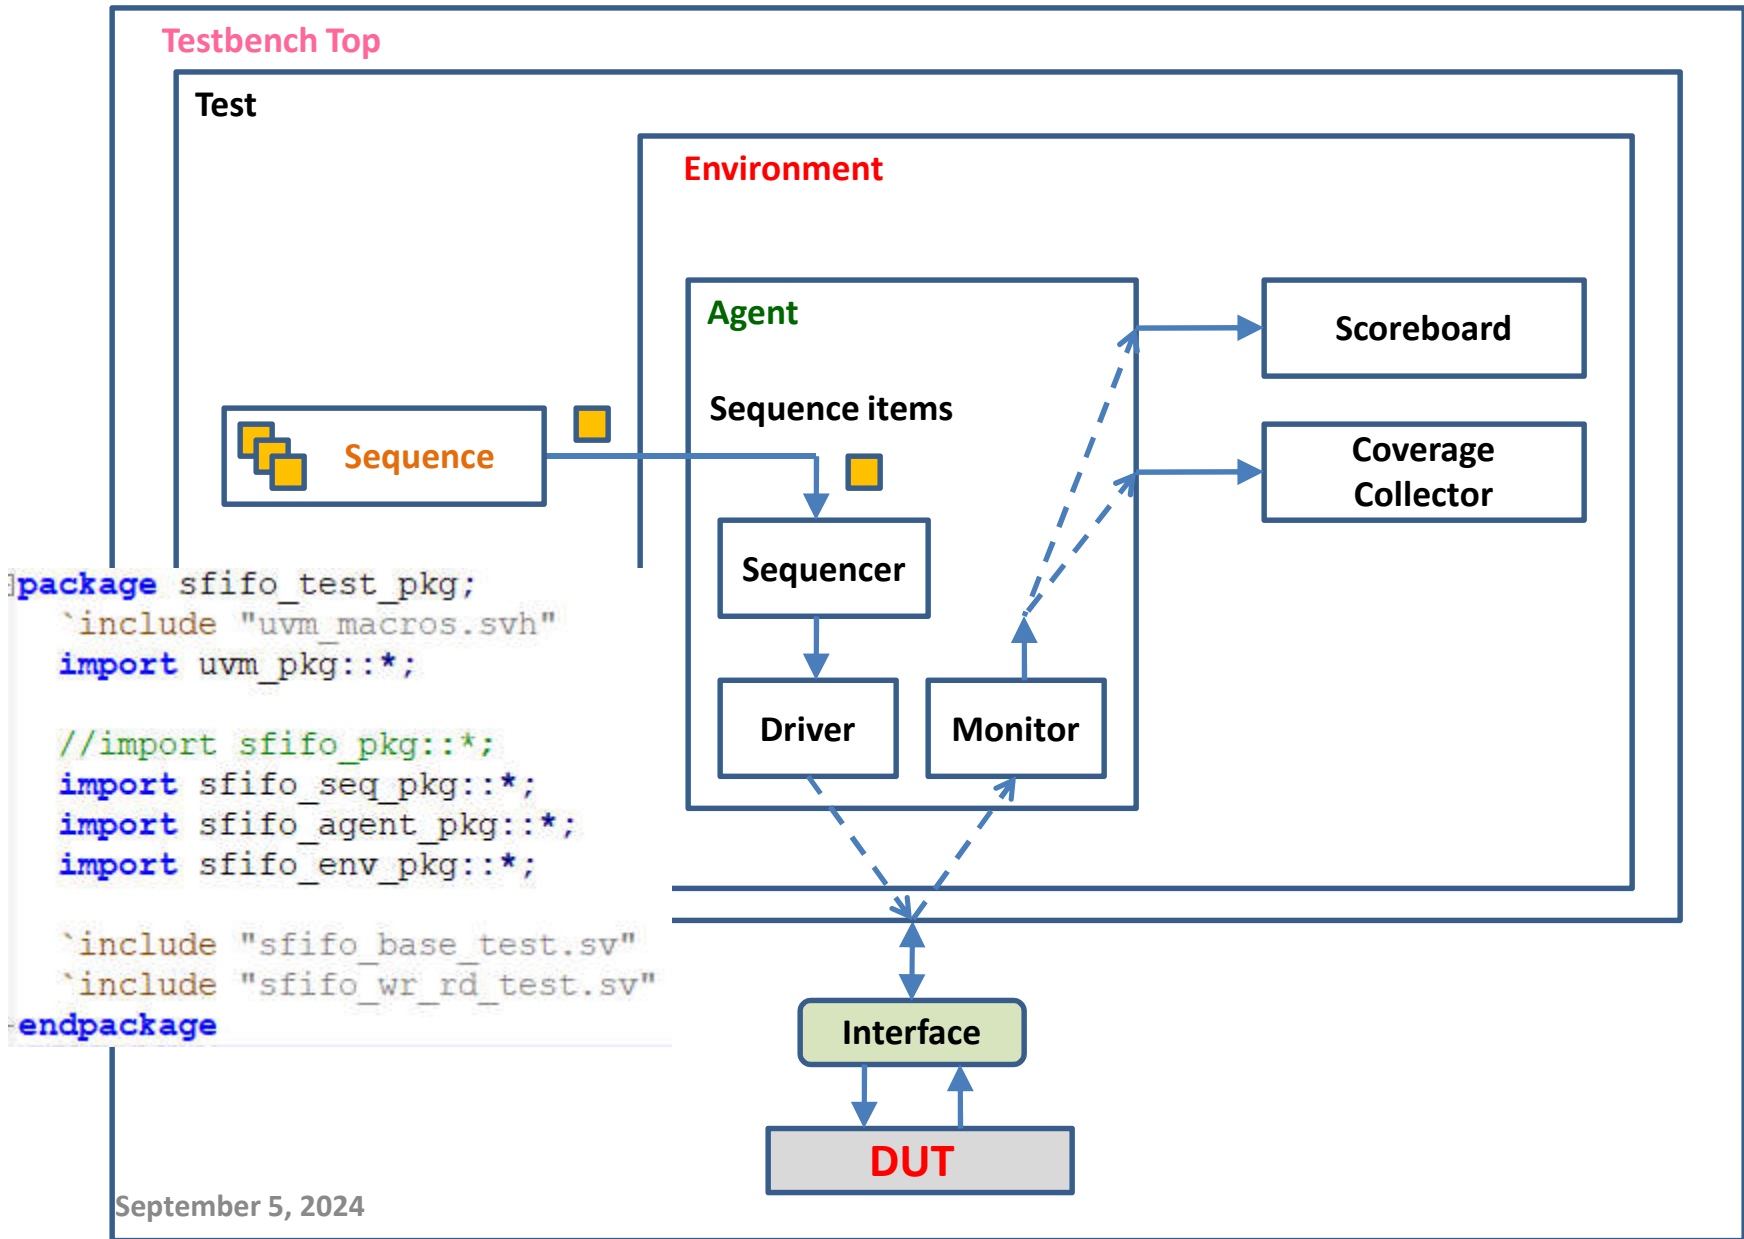 Testbench Top
Test
Environment
Agent
Scoreboard
Sequence items
Coverage
Collector
Sequence
Sequencer
Driver
Monitor
package sfifo_test_pkg;
`include "uvm_macros.svh"
import uvm_pkg::*;
//import sfifo_pkg::*;
import sfifo_seq_pkg::*;
import sfifo_agent_pkg::*;
import sfifo_env_pkg::*;
`include "sfifo_base_test.sv"
`include "sfifo_wr_rd_test.sv"
endpackage
Interface
DUT
September 5, 2024